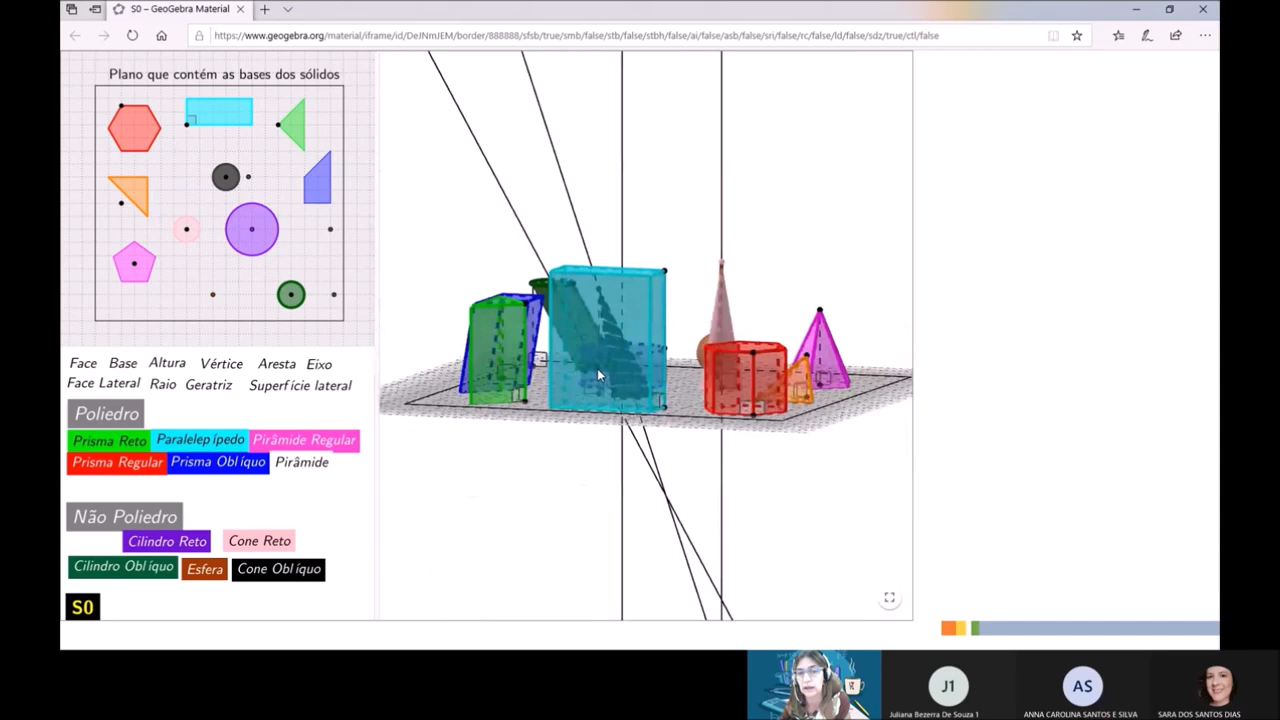 S0 – GeoGebra Material
https://www.geogebra.org/material/iframe/id/DeJNmJEM/border/888888/sfsb/true/smb/false/stb/false/stbh/false/ai/false/asb/false/sri/false/rc/false/ld/false/sdz/true/ctl/false
Plano que contém as bases dos sólidos
Face Base Altura Vértice Aresta Eixo
Face Lateral Raio Geratriz Superfície lateral
Poliedro
Prisma Reto Paralelepípedo Pirâmide Regular
Prisma Regular Prisma Oblíquo Pirâmide
Não Poliedro
Cilindro Reto Cone Reto
Cilindro Oblíquo Esfera Cone Oblíquo
S0
J1 AS
Juliana Bezerra De Souza 1 ANNA CAROLINA SANTOS E SILVA SARA DOS SANTOS DIAS